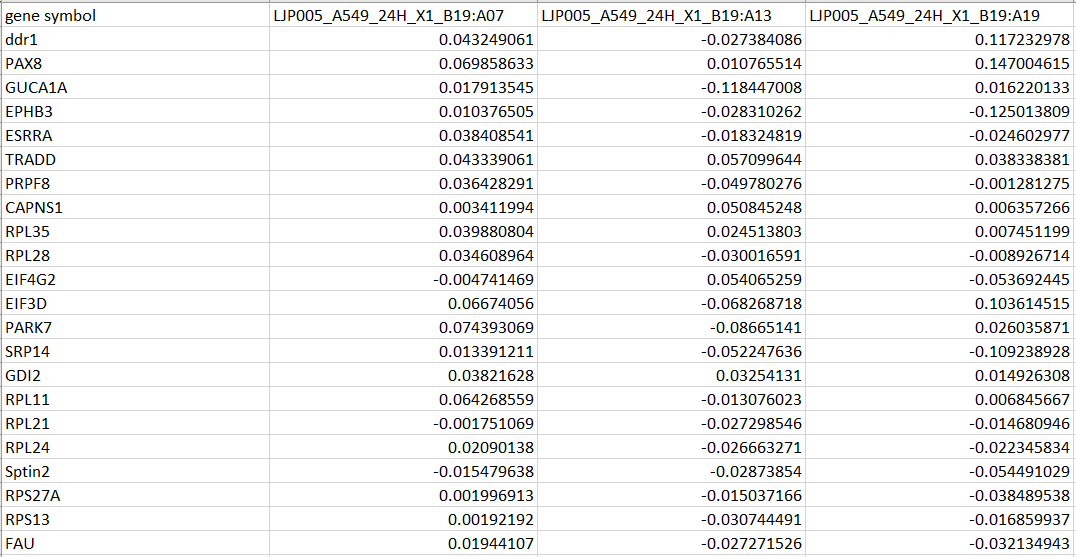 gene symbol LJP005_A549_24H_X1_B19:A07 LJP005_A549_24H_X1_B19:A13 LJP005_A549_24H_X1_B19:A19
ddr1 0.043249061 -0.027384086 0.117232978
PAX8 0.069858633 0.010765514 0.147004615
GUCA1A 0.017913545 -0.118447008 0.016220133
EPHB3 0.010376505 -0.028310262 -0.125013809
ESRRA 0.038408541 -0.018324819 -0.024602977
TRADD 0.043339061 0.057099644 0.038338381
PRPF8 0.036428291 -0.049780276 -0.001281275
CAPNS1 0.003411994 0.050845248 0.006357266
RPL35 0.039880804 0.024513803 0.007451199
RPL28 0.034608964 -0.030016591 -0.008926714
EIF4G2 -0.004741469 0.054065259 -0.053692445
EIF3D 0.06674056 -0.068268718 0.103614515
PARK7 0.074393069 -0.08665141 0.026035871
SRP14 0.013391211 -0.052247636 -0.109238928
GDI2 0.03821628 0.03254131 0.014926308
RPL11 0.064268559 -0.013076023 0.006845667
RPL21 -0.001751069 -0.027298546 -0.014680946
RPL24 0.02090138 -0.026663271 -0.022345834
Sptin2 -0.015479638 -0.02873854 -0.054491029
RPS27A 0.001996913 -0.015037166 -0.038489538
RPS13 0.00192192 -0.030744491 -0.016859937
FAU 0.01944107 -0.027271526 -0.032134943